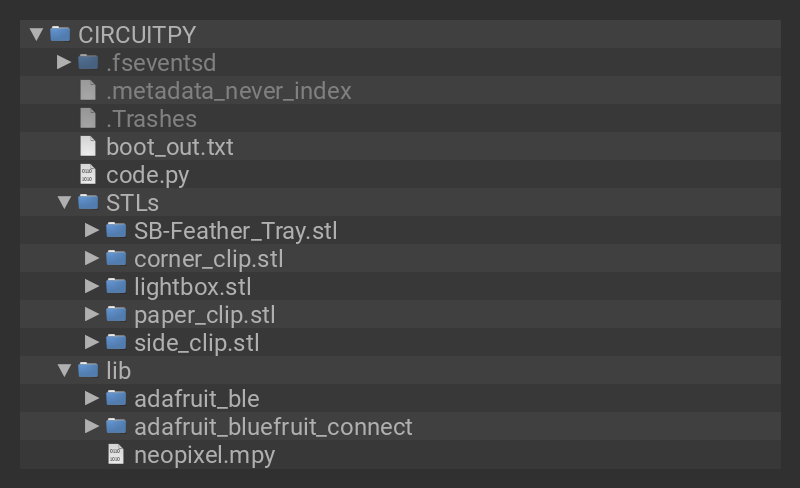 CIRCUITPY
.fseventsd
.metadata_never_index
.Trashes
boot_out.txt
code.py
STLs
SB-Feather_Tray.stl
corner_clip.stl
lightbox.stl
paper_clip.stl
side_clip.stl
lib
adafruit_ble
adafruit_bluefruit_connect
neopixel.mpy